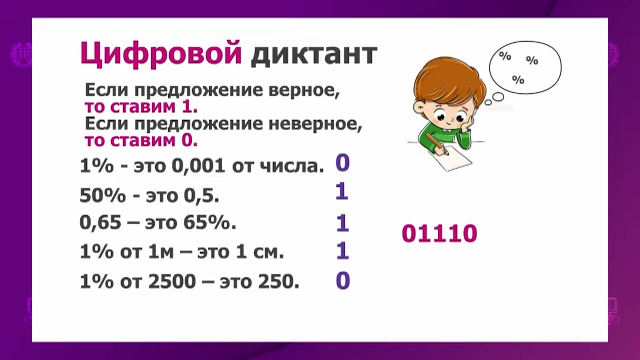 Цифровой диктант
% % %
Если предложение верное,
то ставим 1.
Если предложение неверное,
то ставим 0.
1% - это 0,001 от числа. 0
50% - это 0,5. 1
0,65 – это 65%. 1
01110
1% от 1м – это 1 см. 1
1% от 2500 – это 250. 0